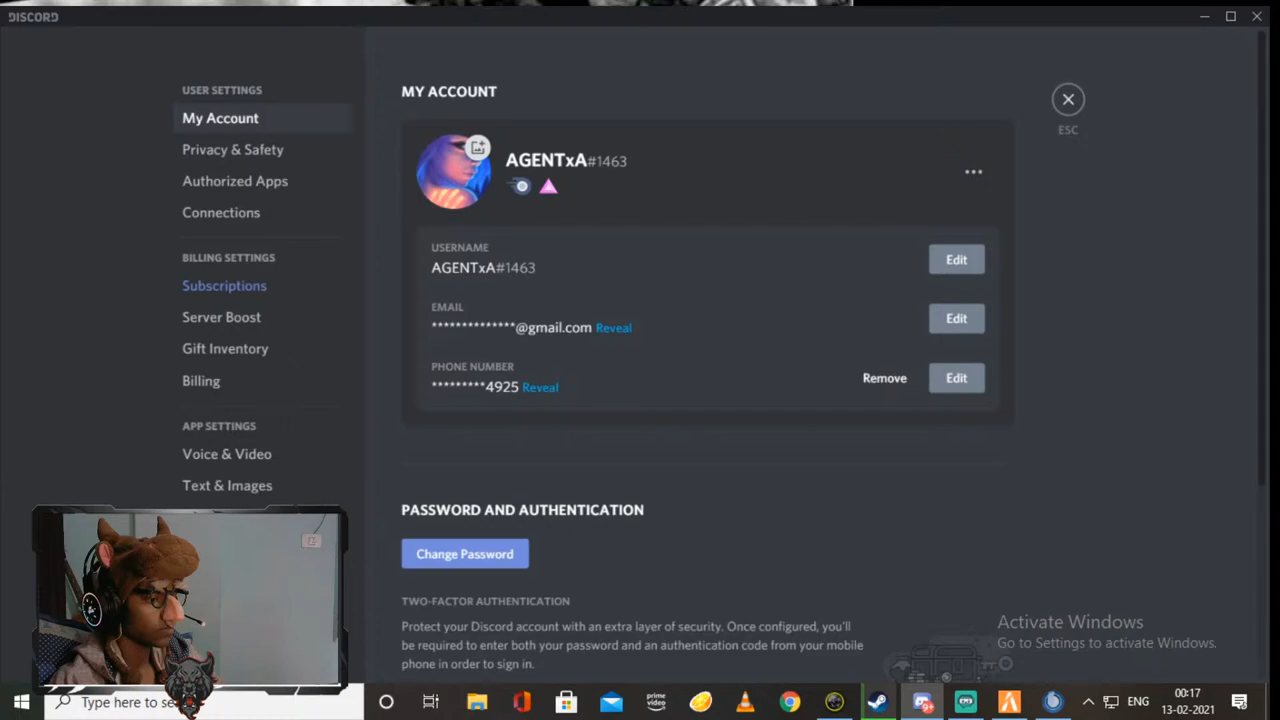 DISCORD
USER SETTINGS
My Account
Privacy & Safety
Authorized Apps
Connections
BILLING SETTINGS
Subscriptions
Server Boost
Gift Inventory
Billing
APP SETTINGS
Voice & Video
Text & Images
MY ACCOUNT
ESC
AGENTxA#1463
USERNAME
AGENTxA#1463
Edit
EMAIL
**************@gmail.com Reveal
Edit
PHONE NUMBER
*********4925 Reveal
Remove
Edit
PASSWORD AND AUTHENTICATION
Change Password
TWO-FACTOR AUTHENTICATION
Protect your Discord account with an extra layer of security. Once configured, you'll
be required to enter both your password and an authentication code from your mobile
phone in order to sign in.
Activate Windows
Go to Settings to activate Windows.
Type here to se
prime video
ENG
00:17
13-02-2021